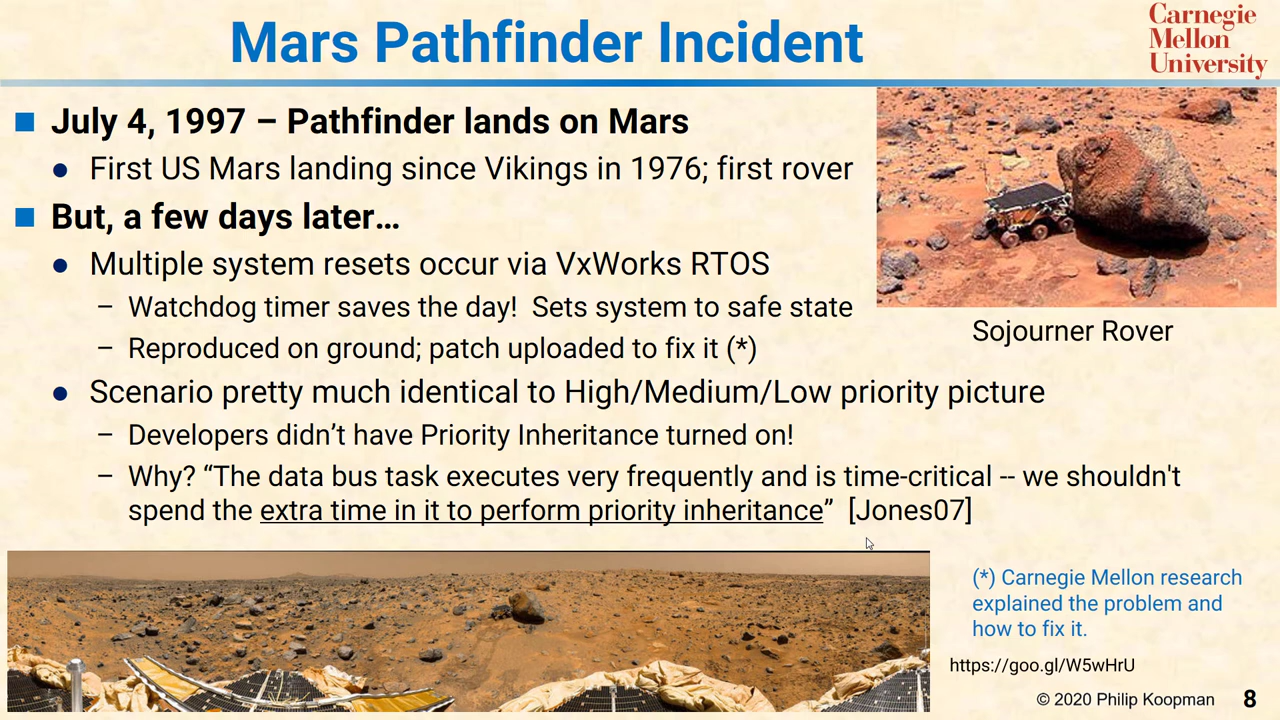 Mars Pathfinder Incident
Carnegie
Mellon
University
July 4, 1997 – Pathfinder lands on Mars
First US Mars landing since Vikings in 1976; first rover
But, a few days later…
Multiple system resets occur via VxWorks RTOS
– Watchdog timer saves the day!  Sets system to safe state
– Reproduced on ground; patch uploaded to fix it (*)
Sojourner Rover
Scenario pretty much identical to High/Medium/Low priority picture
– Developers didn’t have Priority Inheritance turned on!
– Why? “The data bus task executes very frequently and is time-critical -- we shouldn't
spend the extra time in it to perform priority inheritance”  [Jones07]
(*) Carnegie Mellon research
explained the problem and
how to fix it.
https://goo.gl/W5wHrU
© 2020 Philip Koopman
8